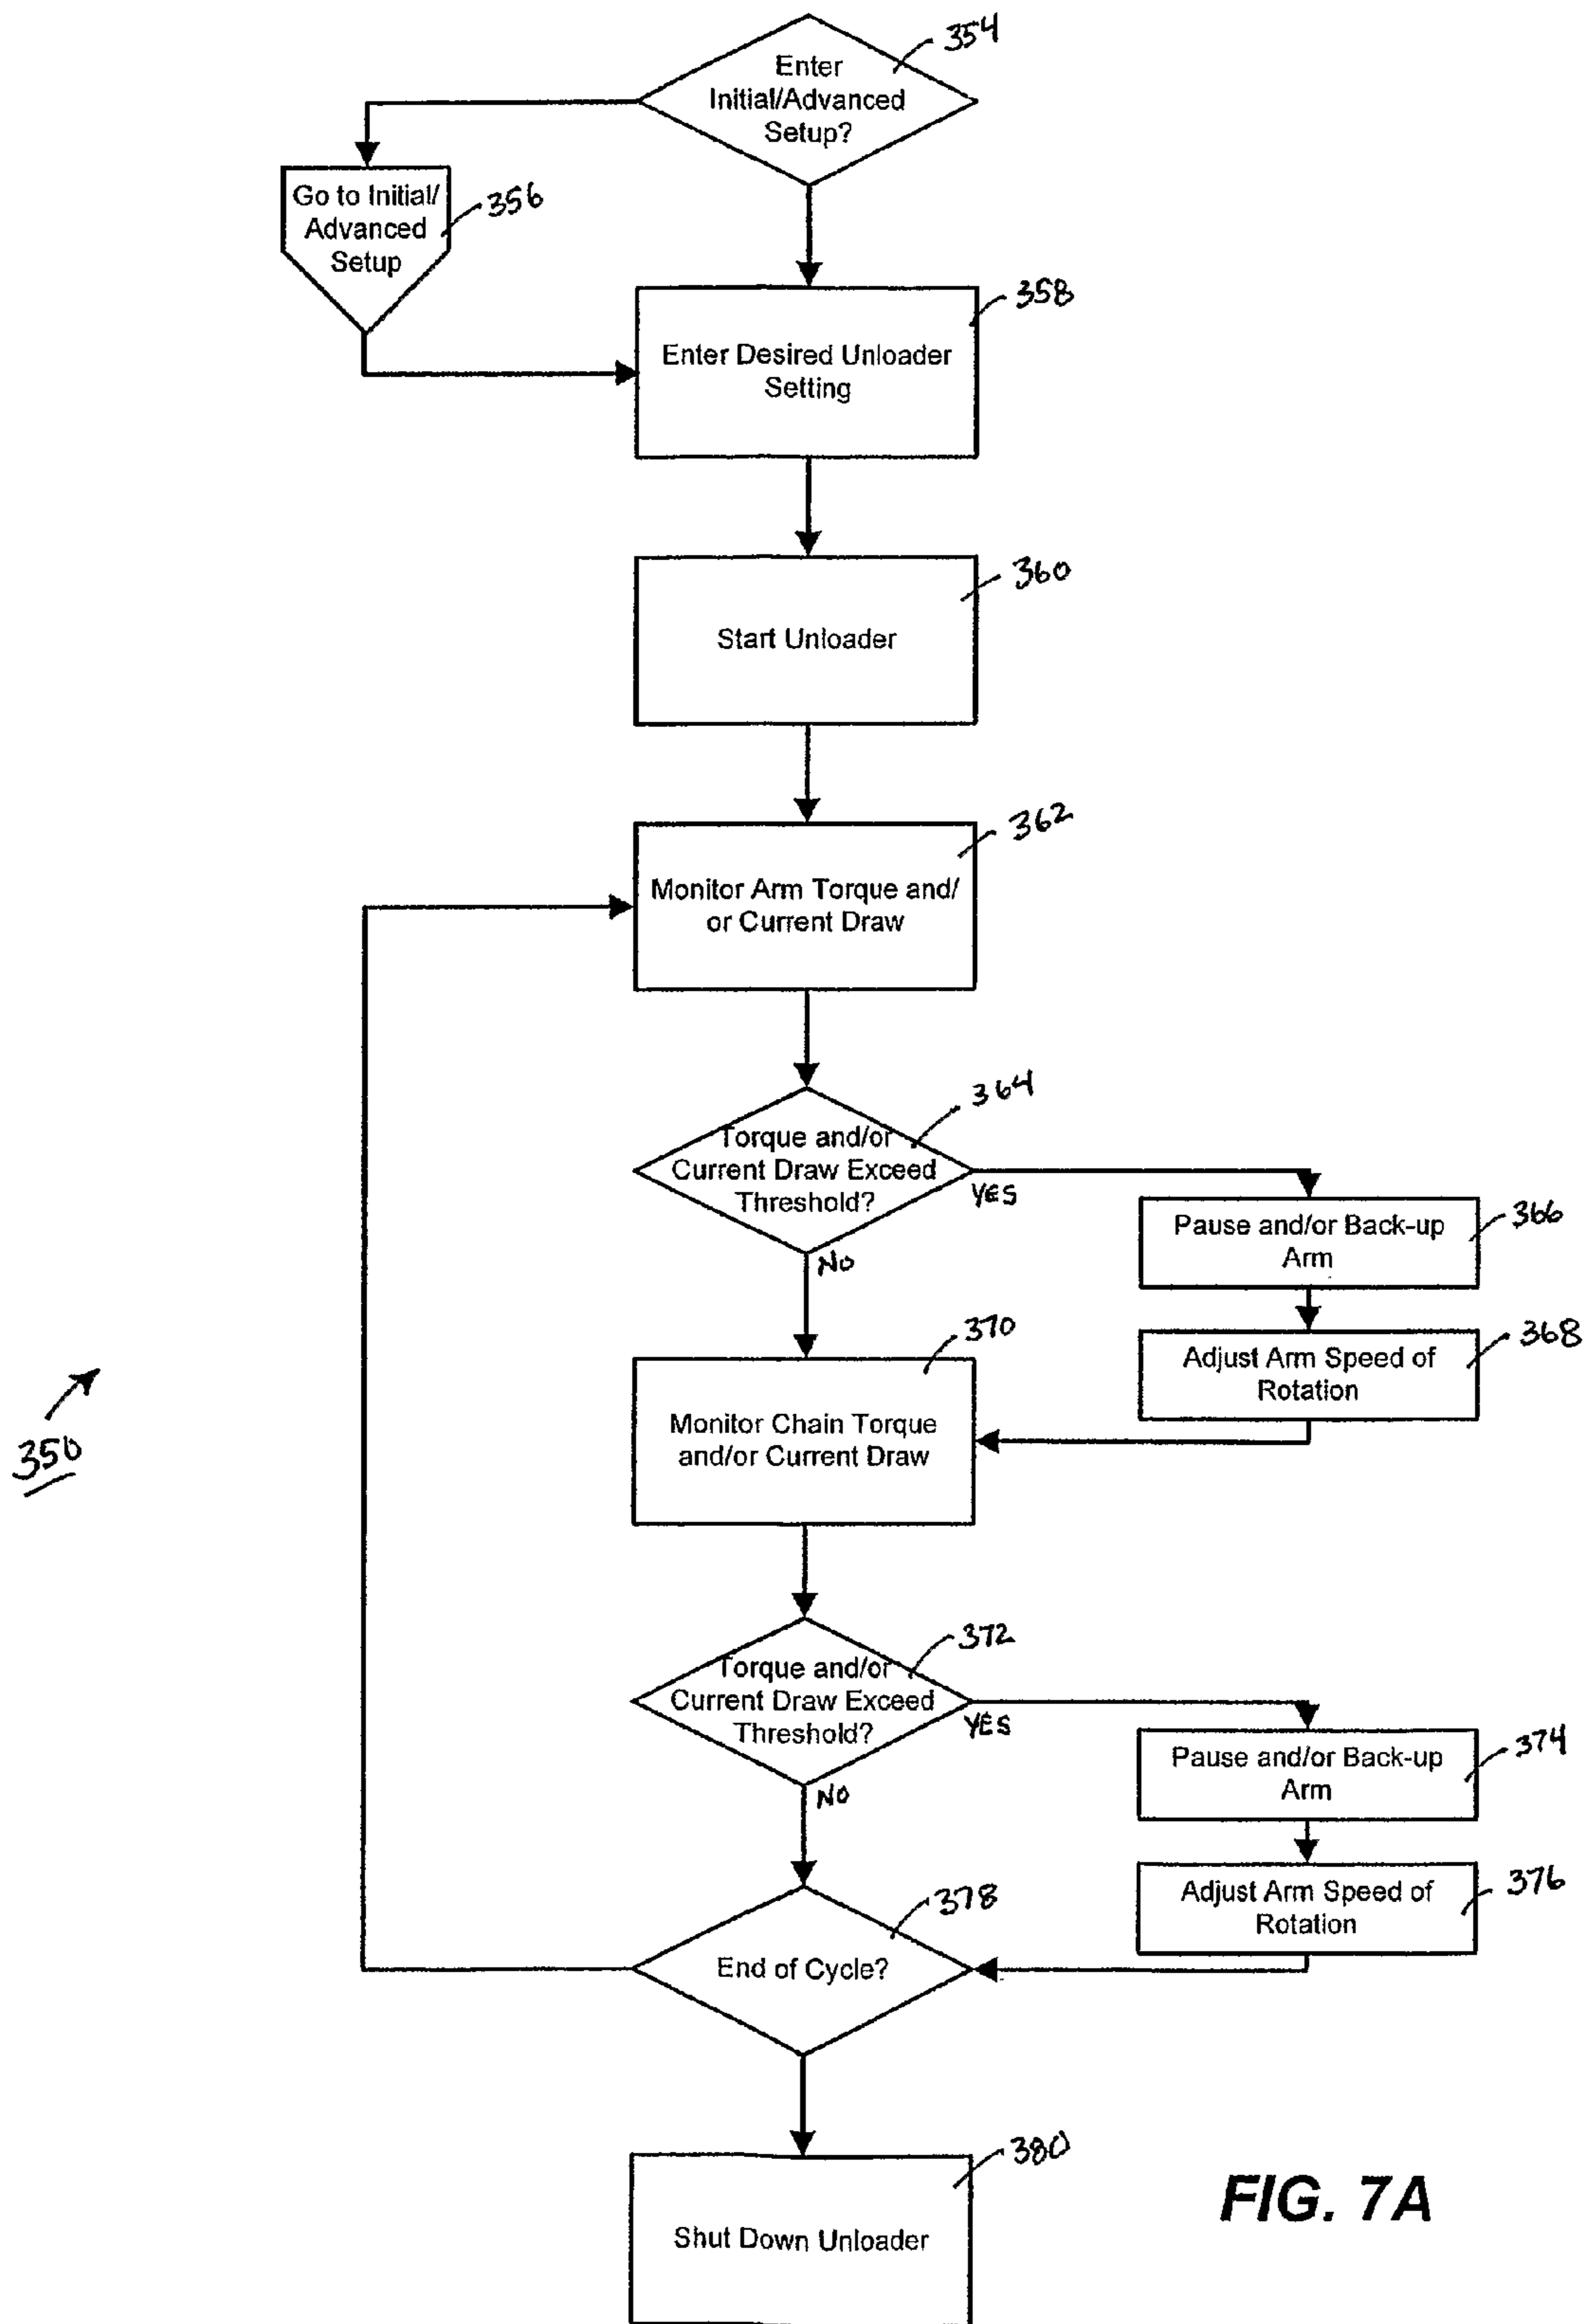 354
Enter
Initial/Advanced
Setup?
Go to Initial/
Advanced
Setup
356
358
Enter Desired Unloader
Setting
360
Start Unloader
362
Monitor Arm Torque and/
or Current Draw
364
Torque and/or
Current Draw Exceed
Threshold?
YES
NO
Pause and/or Back-up
Arm
366
368
Adjust Arm Speed of
Rotation
370
Monitor Chain Torque
and/or Current Draw
350
372
Torque and/or
Current Draw Exceed
Threshold?
YES
NO
Pause and/or Back-up
Arm
374
376
Adjust Arm Speed of
Rotation
378
End of Cycle?
380
Shut Down Unloader
FIG. 7A